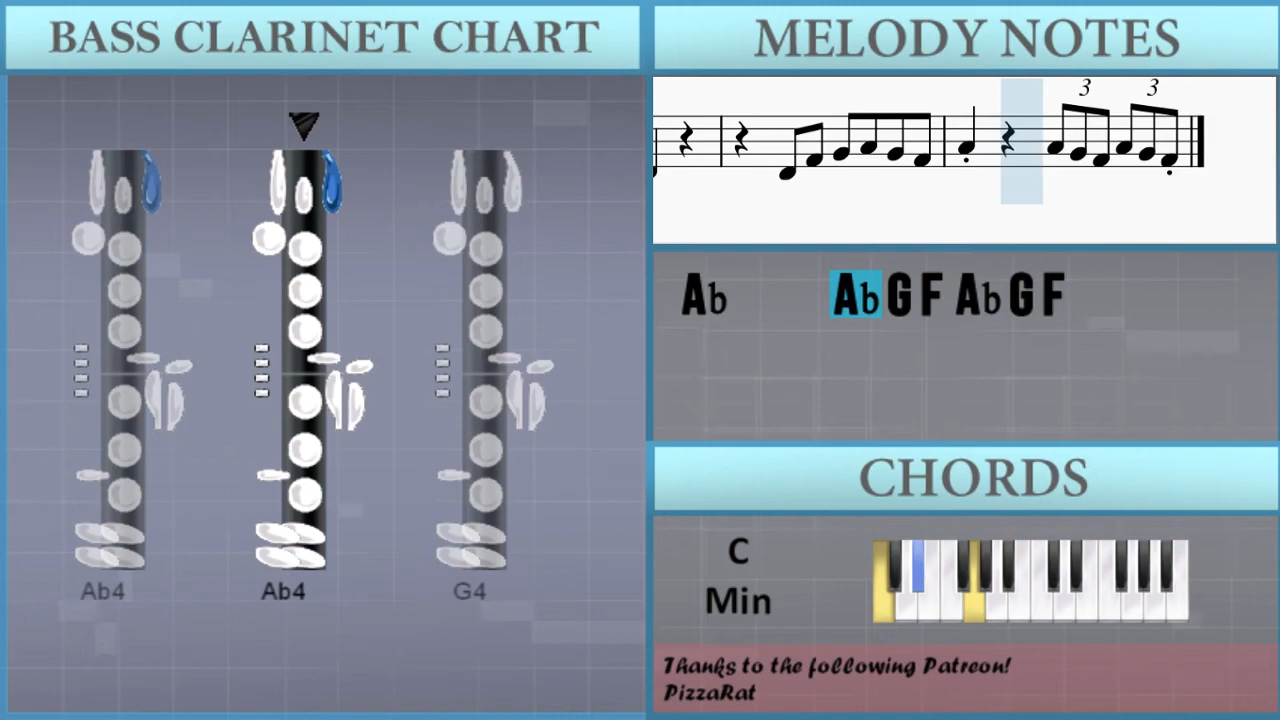 BASS CLARINET CHART
Ab4
Ab4
G4
MELODY NOTES
3
3
Ab
Ab G F Ab G F
CHORDS
C
Min
Thanks to the following Patreon!
PizzaRat